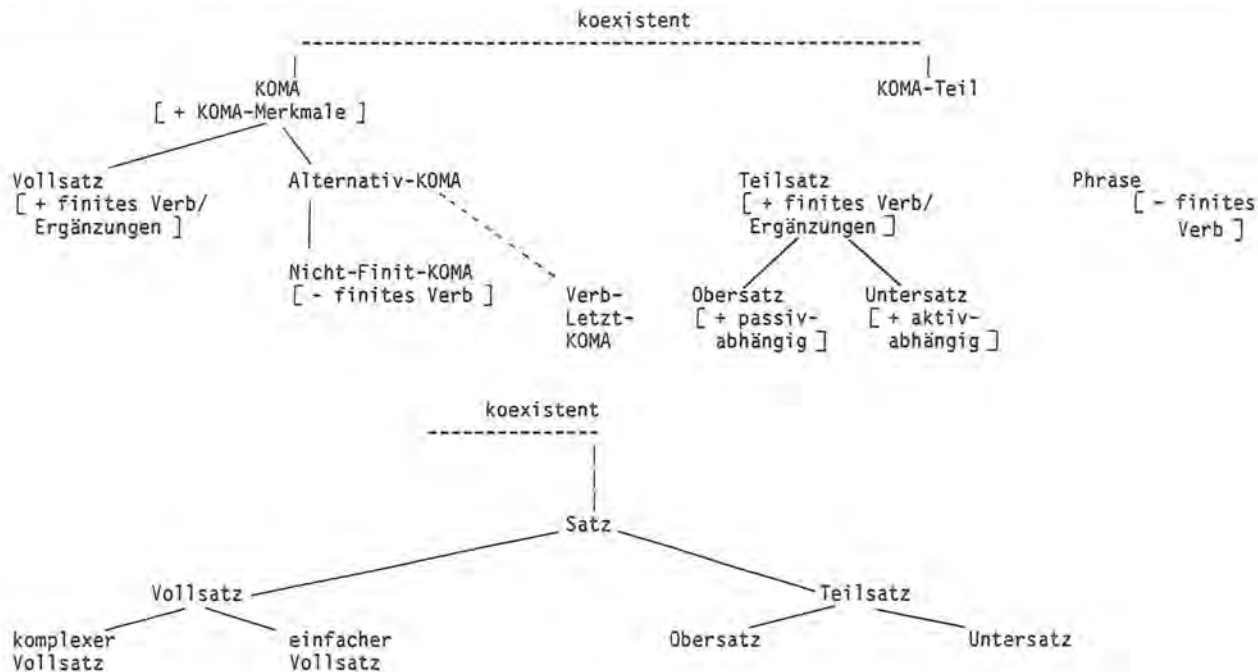 koexistent
KOMA
[ + KOMA-Merkmale ]
KOMA-Teil
Vollsatz
[ + finites Verb/
Ergänzungen ]
Alternativ-KOMA
Teilsatz
[ + finites Verb/
Ergänzungen ]
Phrase
[ - finites
Verb ]
Nicht-Finit-KOMA
[ - finites Verb ]
Verb-
Letzt-
KOMA
Obersatz
[ + passiv-
abhängig ]
Untersatz
[ + aktiv-
abhängig ]
koexistent
Satz
Vollsatz
Teilsatz
komplexer
Vollsatz
einfacher
Vollsatz
Obersatz
Untersatz